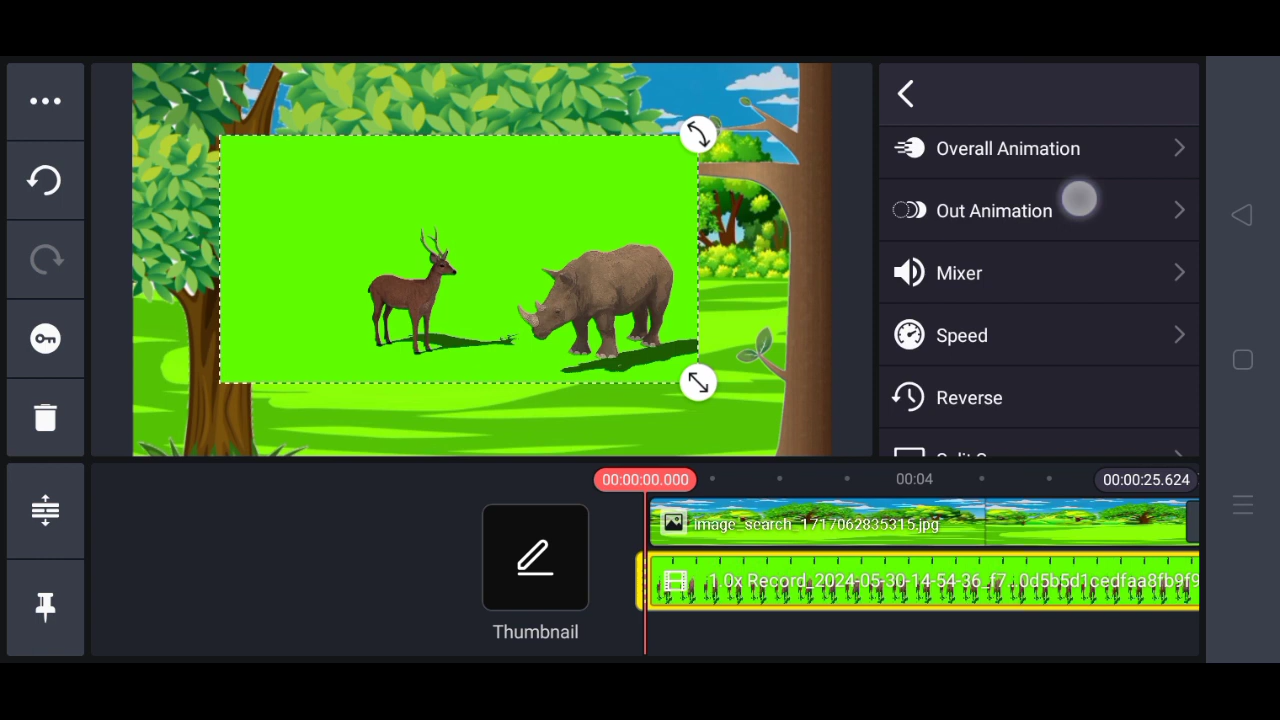 Overall Animation
Out Animation
Mixer
Speed
Reverse
00:00:00.000
00:04
00:00:25.624
image_search_1717062835315.jpg
1.0x Record_2024-05-30-14-54-36_f7..0d5b5d1cedfaa8fb9f9
Thumbnail